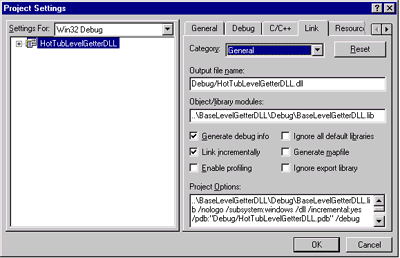 Project Settings
Settings For: Win32 Debug
HotTubLevelGetterDLL
General Debug C/C++ Link Resourc
Category: General Reset
Output file name:
Debug/HotTubLevelGetterDLL.dll
Object/library modules:
..\BaseLevelGetterDLL\Debug\BaseLevelGetterDLL.lib
Generate debug info Ignore all default libraries
Link incrementally Generate mapfile
Enable profiling Ignore export library
Project Options:
..\BaseLevelGetterDLL\Debug\BaseLevelGetterDLL.li
b /nologo /subsystem:windows /dll /incremental:yes
/pdb:"Debug/HotTubLevelGetterDLL.pdb" /debug
OK Cancel